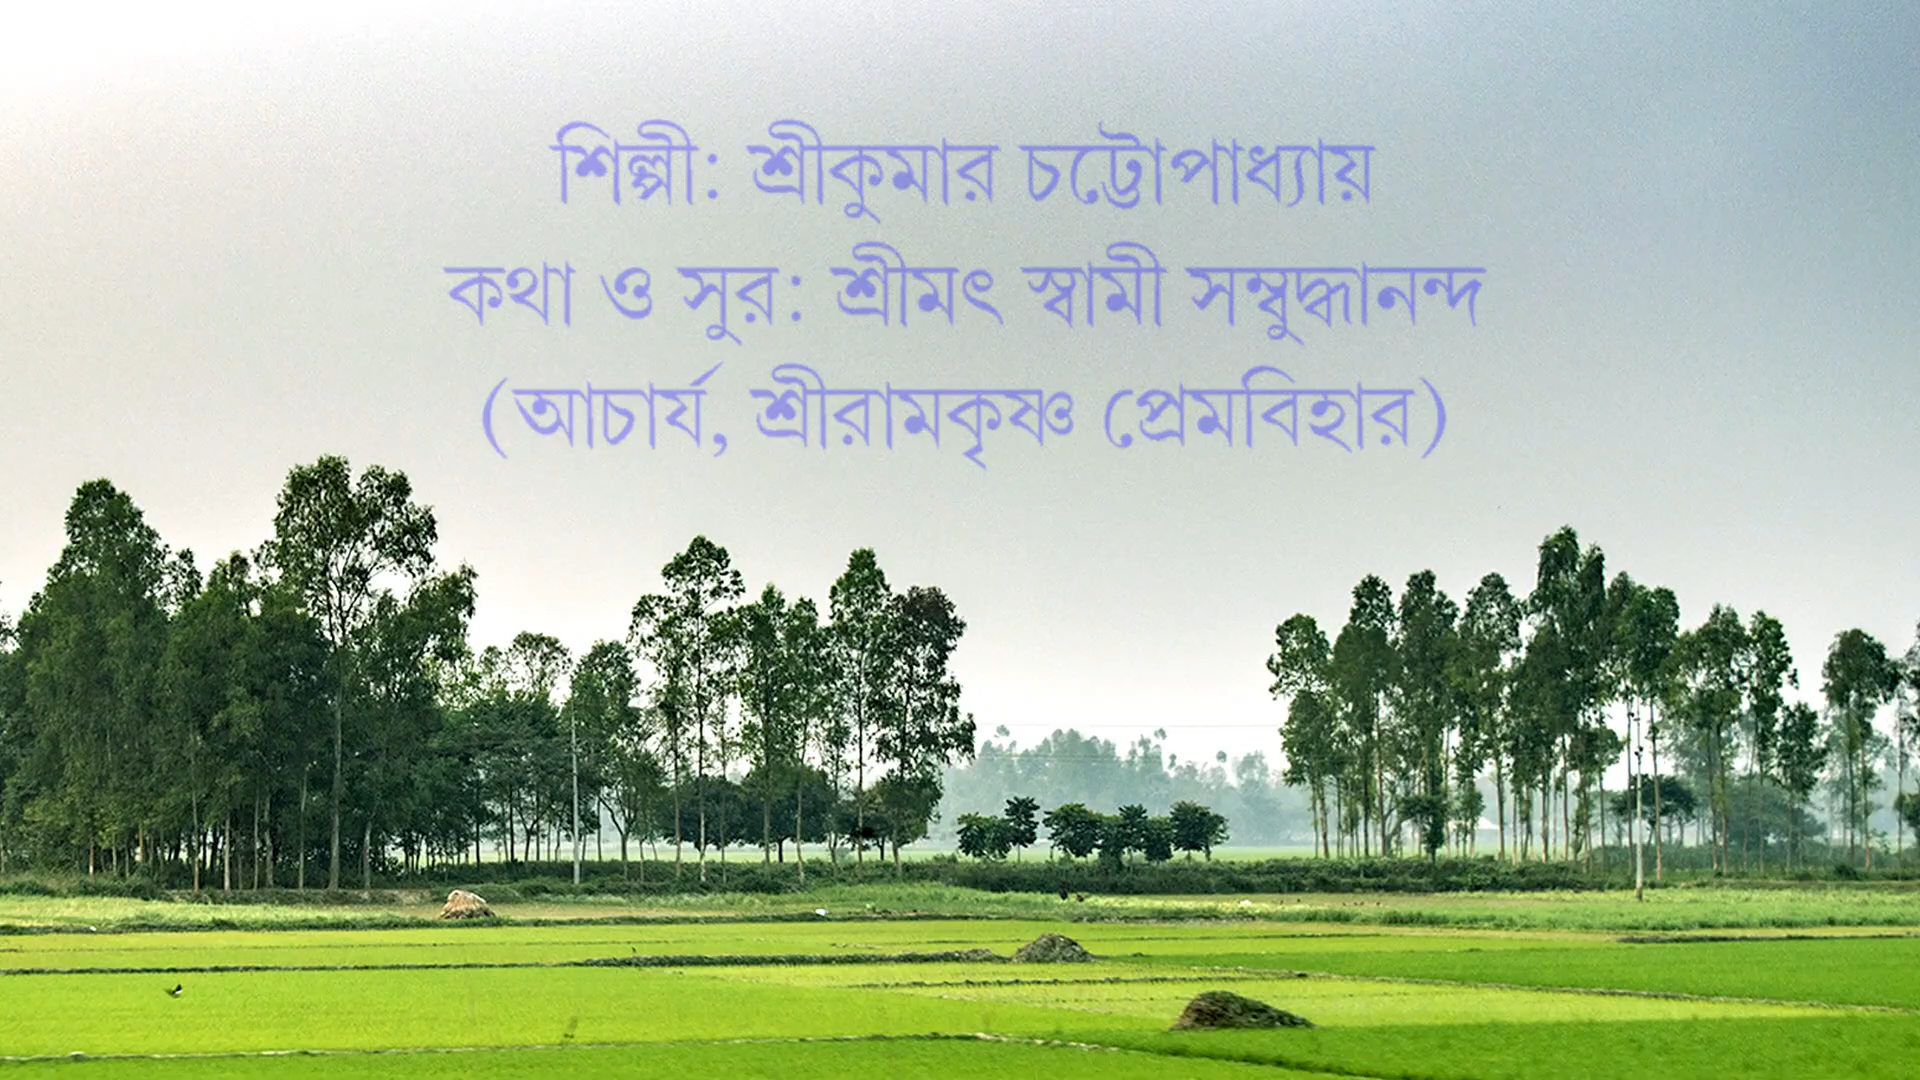 শিল্পী: শ্রীকুমার চট্টোপাধ্যায়
কথা ও সুর: শ্রীমৎ স্বামী সম্বুদ্ধানন্দ
(আচার্য, শ্রীরামকৃষ্ণ প্রেমবিহার)